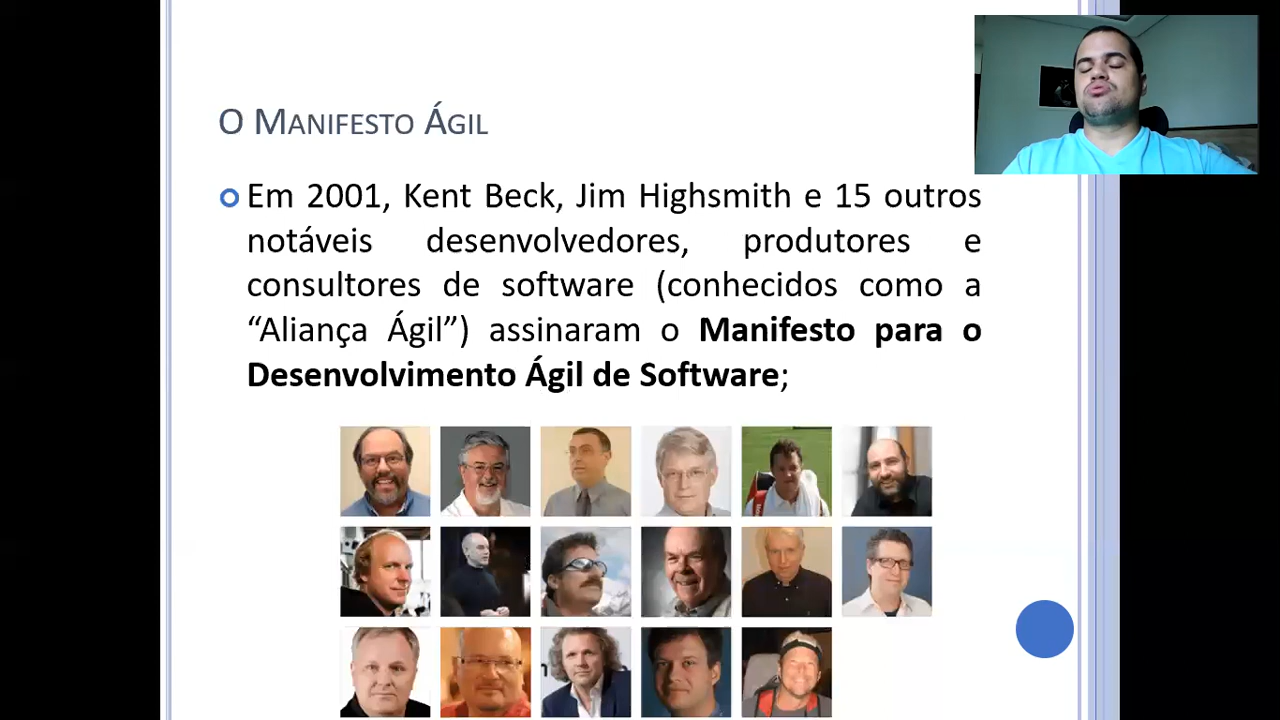 O Manifesto Ágil
Em 2001, Kent Beck, Jim Highsmith e 15 outros
notáveis desenvolvedores, produtores e
consultores de software (conhecidos como a
“Aliança Ágil”) assinaram o Manifesto para o
Desenvolvimento Ágil de Software;